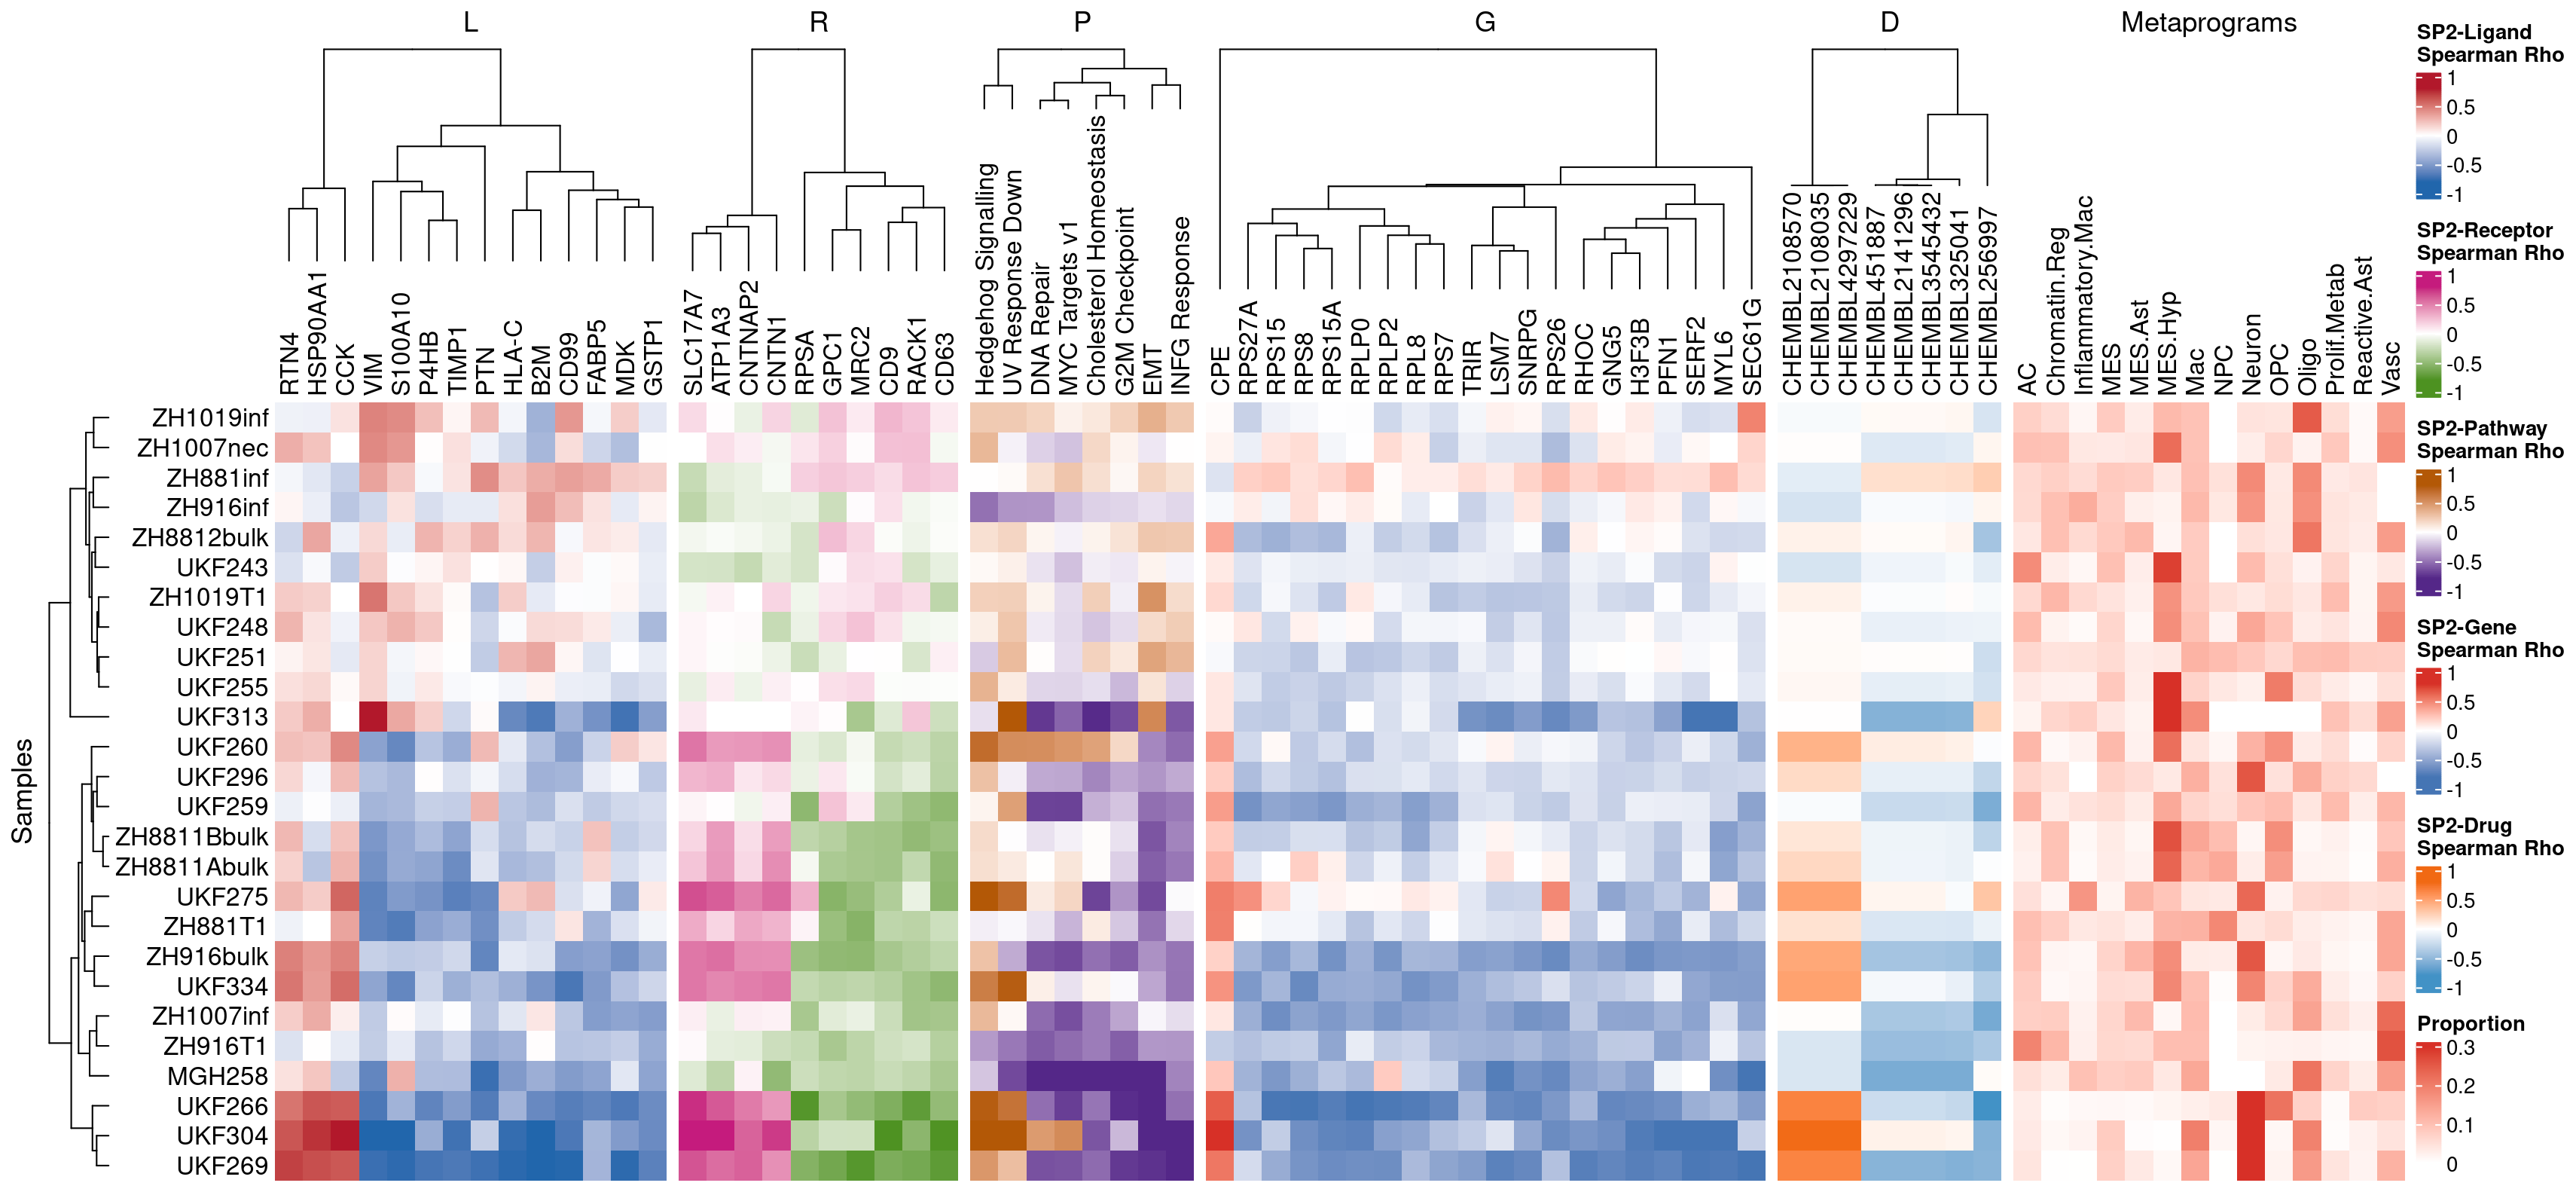 L R P G D Metaprograms
RTN4
HSP90AA1
CCK
VIM
S100A10
P4HB
TIMP1
PTN
HLA-C
B2M
CD99
FABP5
MDK
GSTP1
SLC17A7
ATP1A3
CNTNAP2
CNTN1
RPSA
GPC1
MRC2
CD9
RACK1
CD63
Hedgehog Signalling
UV Response Down
DNA Repair
MYC Targets v1
Cholesterol Homeostasis
G2M Checkpoint
EMT
INFG Response
CPE
RPS27A
RPS15
RPS8
RPS15A
RPLP0
RPLP2
RPL8
RPS7
TRIR
LSM7
SNRPG
RPS26
RHOC
GNG5
H3F3B
PFN1
SERF2
MYL6
SEC61G
CHEMBL2108570
CHEMBL2108035
CHEMBL4297229
CHEMBL451887
CHEMBL2141296
CHEMBL3545432
CHEMBL325041
CHEMBL256997
AC
Chromatin.Reg
Inflammatory.Mac
MES
MES.Ast
MES.Hyp
Mac
NPC
Neuron
OPC
Oligo
Prolif.Metab
Reactive.Ast
Vasc
Samples
ZH1019inf
ZH1007nec
ZH881inf
ZH916inf
ZH8812bulk
UKF243
ZH1019T1
UKF248
UKF251
UKF255
UKF313
UKF260
UKF296
UKF259
ZH8811Bbulk
ZH8811Abulk
UKF275
ZH881T1
ZH916bulk
UKF334
ZH1007inf
ZH916T1
MGH258
UKF266
UKF304
UKF269
SP2-Ligand
Spearman Rho
1
0.5
0
-0.5
-1
SP2-Receptor
Spearman Rho
1
0.5
0
-0.5
-1
SP2-Pathway
Spearman Rho
1
0.5
0
-0.5
-1
SP2-Gene
Spearman Rho
1
0.5
0
-0.5
-1
SP2-Drug
Spearman Rho
1
0.5
0
-0.5
-1
Proportion
0.3
0.2
0.1
0